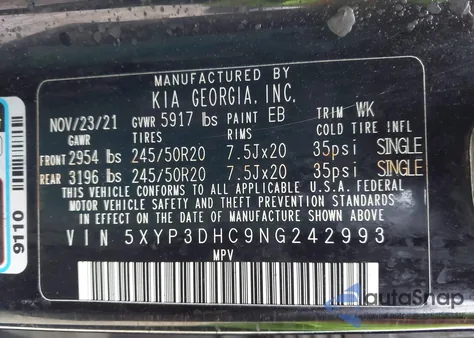 MANUFACTURED BY
KIA GEORGIA, INC.
NOV/23/21 GVWR 5917 lbs PAINT EB TRIM WK
GAWR TIRES RIMS COLD TIRE INFL
FRONT 2954 lbs 245/50R20 7.5Jx20 35psi SINGLE
REAR 3196 lbs 245/50R20 7.5Jx20 35psi SINGLE
THIS VEHICLE CONFORMS TO ALL APPLICABLE U.S.A. FEDERAL
MOTOR VEHICLE SAFETY AND THEFT PREVENTION STANDARDS
IN EFFECT ON THE DATE OF MANUFACTURE SHOWN ABOVE.
VIN 5XYP3DHC9NG242993
MPV
9110
autoSnap